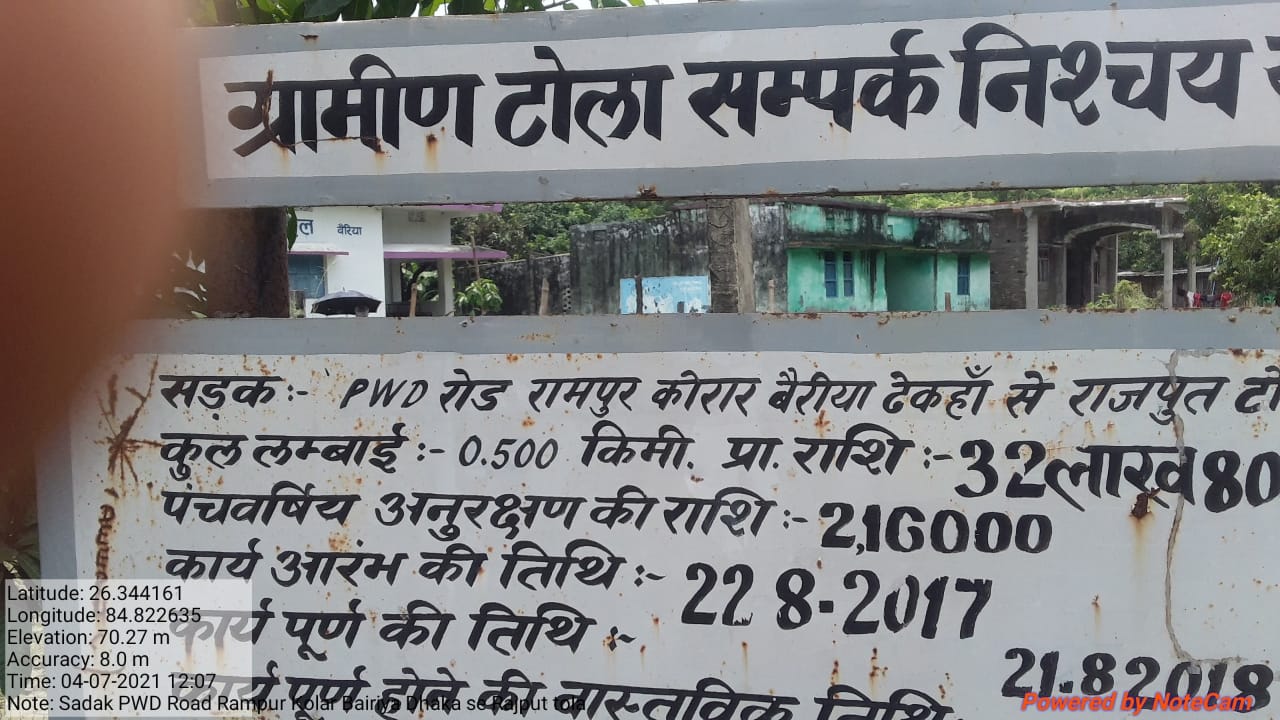 ग्रामीण टोला सम्पर्क निश्चय
बैरिया
सड़क:- PWD रोड रामपुर कोरार बैरीया ढेकहाँ से राजपुत टो
कुल लम्बाई:- 0.500 किमी. प्रा. राशि:- 32लाख80
पंचवर्षिय अनुरक्षण की राशि:- 2,16000
कार्य आरंभ की तिथि:- 22 8-2017
कार्य पूर्ण की तिथि:- 21.8 2018
कार्य पूर्ण होने की वास्तविक तिथि:-
Latitude: 26.344161
Longitude: 84.822635
Elevation: 70.27 m
Accuracy: 8.0 m
Time: 04-07-2021 12:07
Note: Sadak PWD Road Rampur Kolar Bairiya Dhaka se Rajput tola
Powered by NoteCam